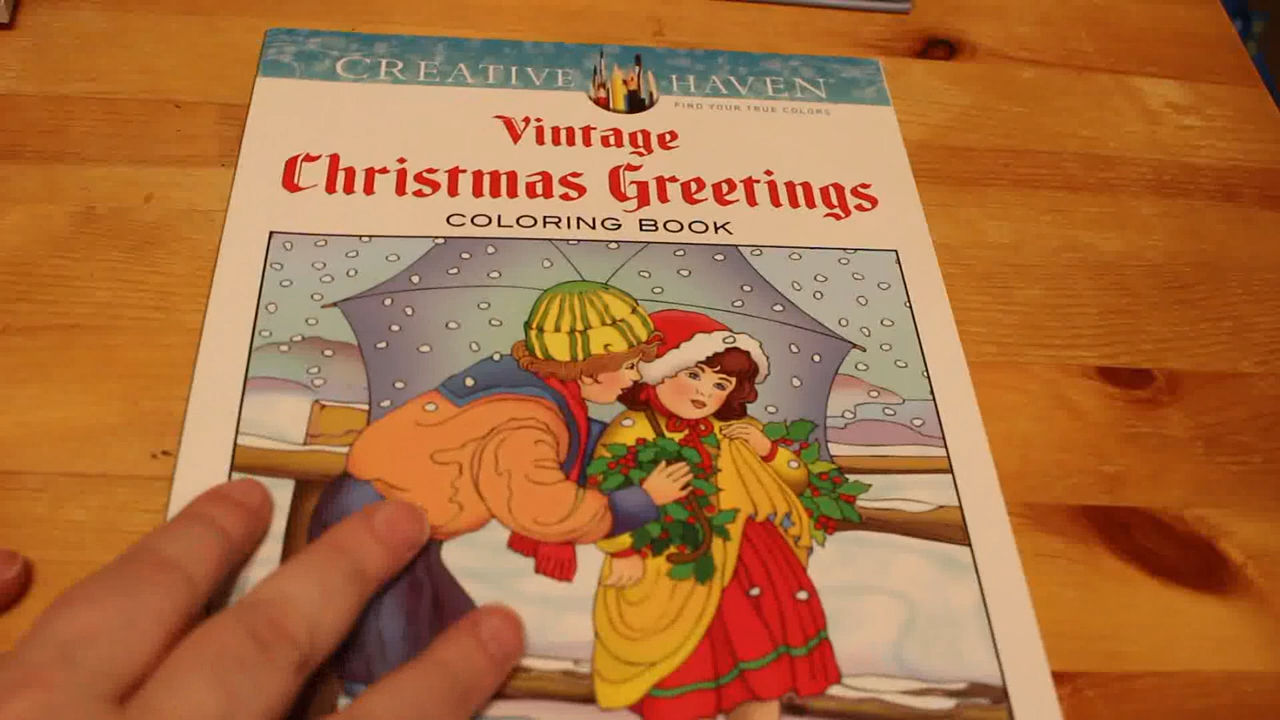 CREATIVE HAVEN
FIND YOUR TRUE COLORS
Vintage
Christmas Greetings
COLORING BOOK